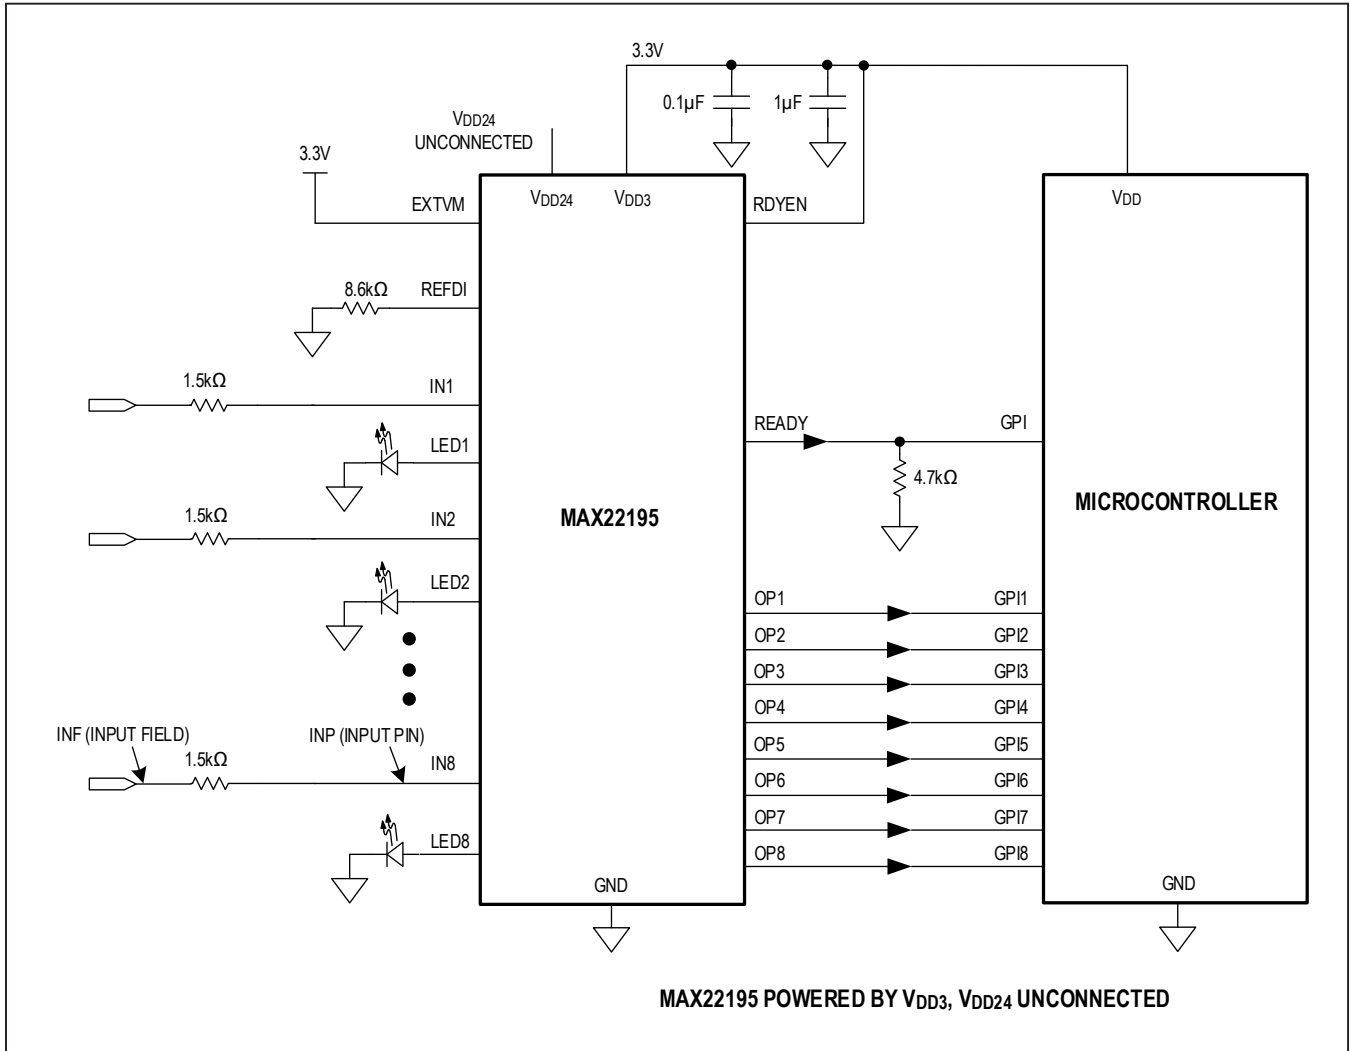 3.3V
0.1µF
1µF
VDD24
UNCONNECTED
3.3V
EXTVM
VDD24
VDD3
RDYEN
VDD
8.6kΩ
REFDI
1.5kΩ
IN1
READY
GPI
LED1
4.7kΩ
1.5kΩ
IN2
MAX22195
MICROCONTROLLER
LED2
OP1
GPI1
OP2
GPI2
OP3
GPI3
OP4
GPI4
INF (INPUT FIELD)
INP (INPUT PIN)
OP5
GPI5
1.5kΩ
IN8
OP6
GPI6
OP7
GPI7
LED8
OP8
GPI8
GND
GND
MAX22195 POWERED BY VDD3, VDD24 UNCONNECTED